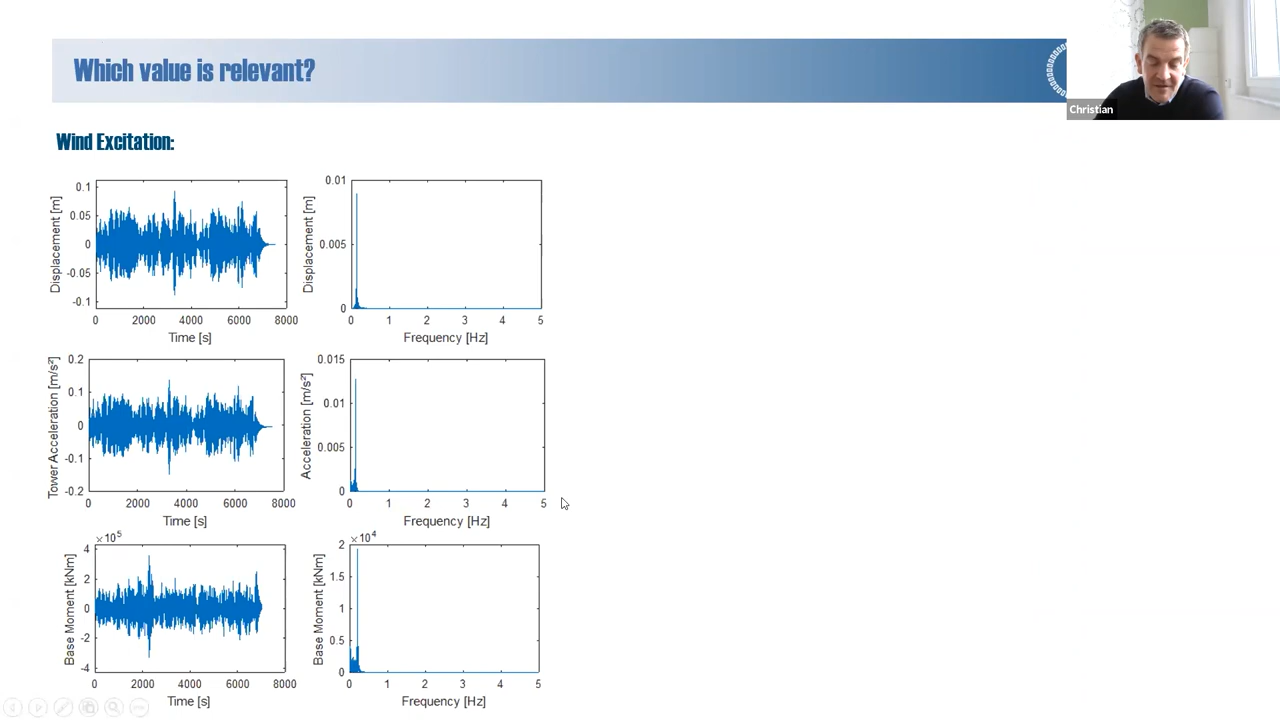 Which value is relevant?
Christian
Wind Excitation:
Displacement [m]
0.1
0.05
0
-0.05
-0.1
0 2000 4000 6000 8000
Time [s]
Displacement [m]
0.01
0.005
0
0 1 2 3 4 5
Frequency [Hz]
Tower Acceleration [m/s²]
0.2
0.1
0
-0.1
-0.2
0 2000 4000 6000 8000
Time [s]
Acceleration [m/s²]
0.015
0.01
0.005
0
0 1 2 3 4 5
Frequency [Hz]
Base Moment [kNm]
×10⁵
4
2
0
-2
-4
0 2000 4000 6000 8000
Time [s]
Base Moment [kNm]
×10⁴
2
1.5
1
0.5
0
0 1 2 3 4 5
Frequency [Hz]